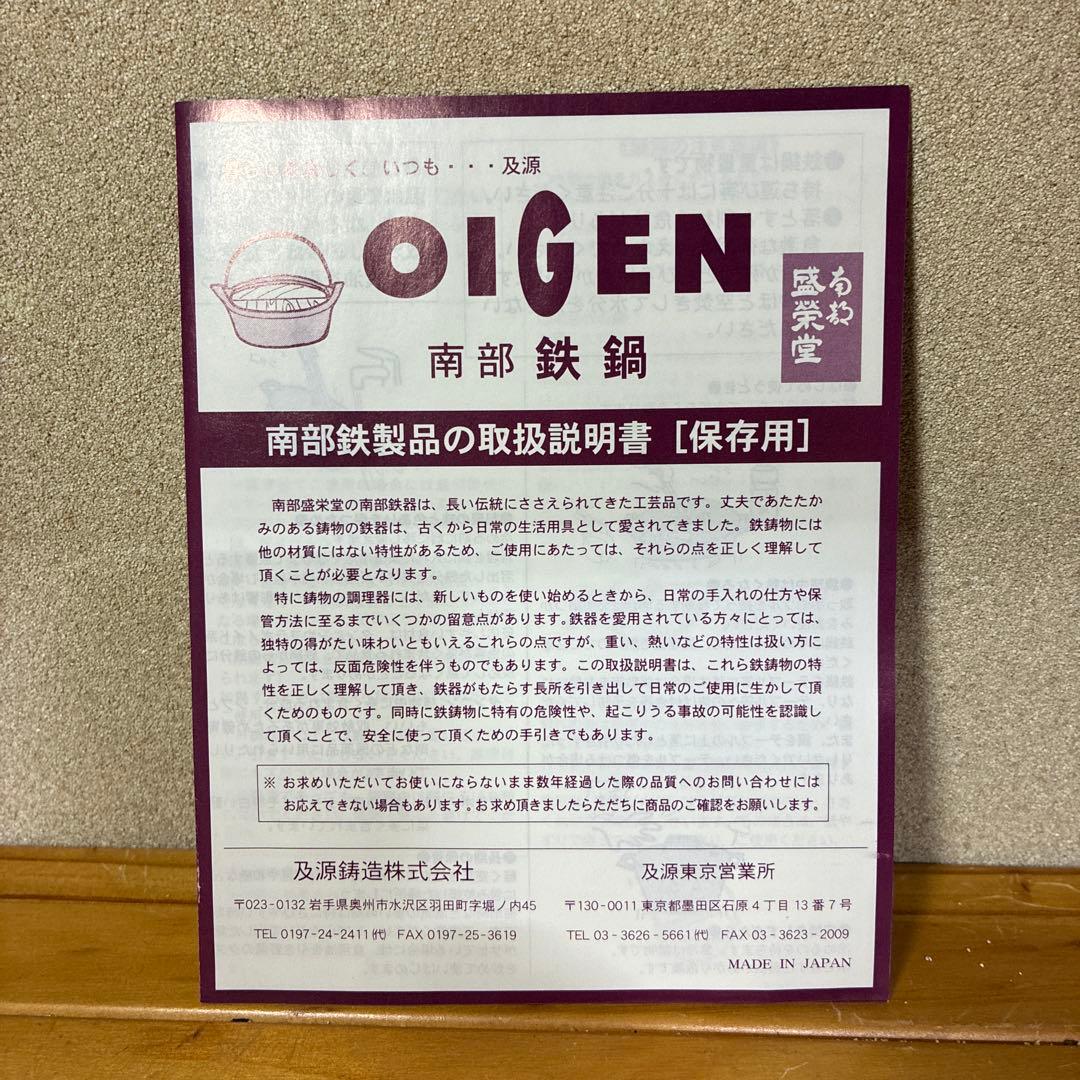 しく、いつも・・・及源
OIGEN
南部 鉄鍋
南部
盛榮堂
南部鉄製品の取扱説明書［保存用］
南部盛栄堂の南部鉄器は、長い伝統にささえられてきた工芸品です。丈夫であたたか
みのある鋳物の鉄器は、古くから日常の生活用具として愛されてきました。鉄鋳物には
他の材質にはない特性があるため、ご使用にあたっては、それらの点を正しく理解して
頂くことが必要となります。
特に鋳物の調理器には、新しいものを使い始めるときから、日常の手入れの仕方や保
管方法に至るまでいくつかの留意点があります。鉄器を愛用されている方々にとっては、
独特の得がたい味わいともいえるこれらの点ですが、重い、熱いなどの特性は扱い方に
よっては、反面危険性を伴うものでもあります。この取扱説明書は、これら鉄鋳物の特
性を正しく理解して頂き、鉄器がもたらす長所を引き出して日常のご使用に生かして頂
くためのものです。同時に鉄鋳物に特有の危険性や、起こりうる事故の可能性を認識し
て頂くことで、安全に使って頂くための手引きでもあります。
※ お求めいただいてお使いにならないまま数年経過した際の品質へのお問い合わせには
お応えできない場合もあります。お求め頂きましたらただちに商品のご確認をお願いします。
及源鋳造株式会社
〒023-0132 岩手県奥州市水沢区羽田町字堀ノ内45
TEL 0197-24-2411㈹ FAX 0197-25-3619
及源東京営業所
〒130-0011 東京都墨田区石原4丁目13番7号
TEL 03-3626-5661㈹ FAX 03-3623-2009
MADE IN JAPAN